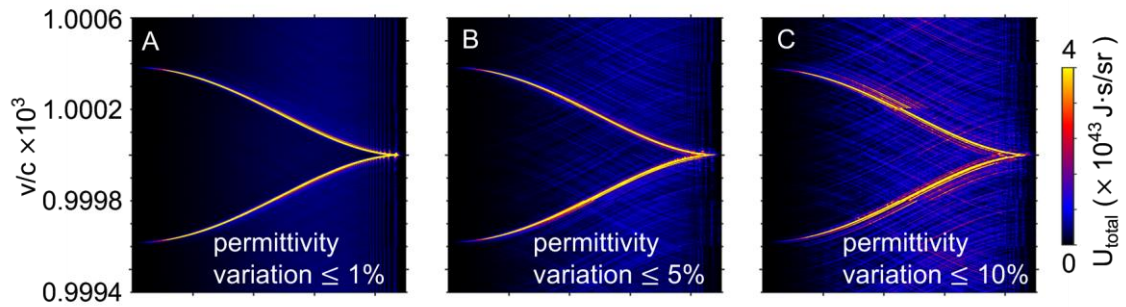 1.0006
1.0002
0.9998
0.9994
v/c ×10³
A
permittivity
variation ≤ 1%
B
permittivity
variation ≤ 5%
C
permittivity
variation ≤ 10%
4
0
U_total ( × 10⁴³ J·s/sr )